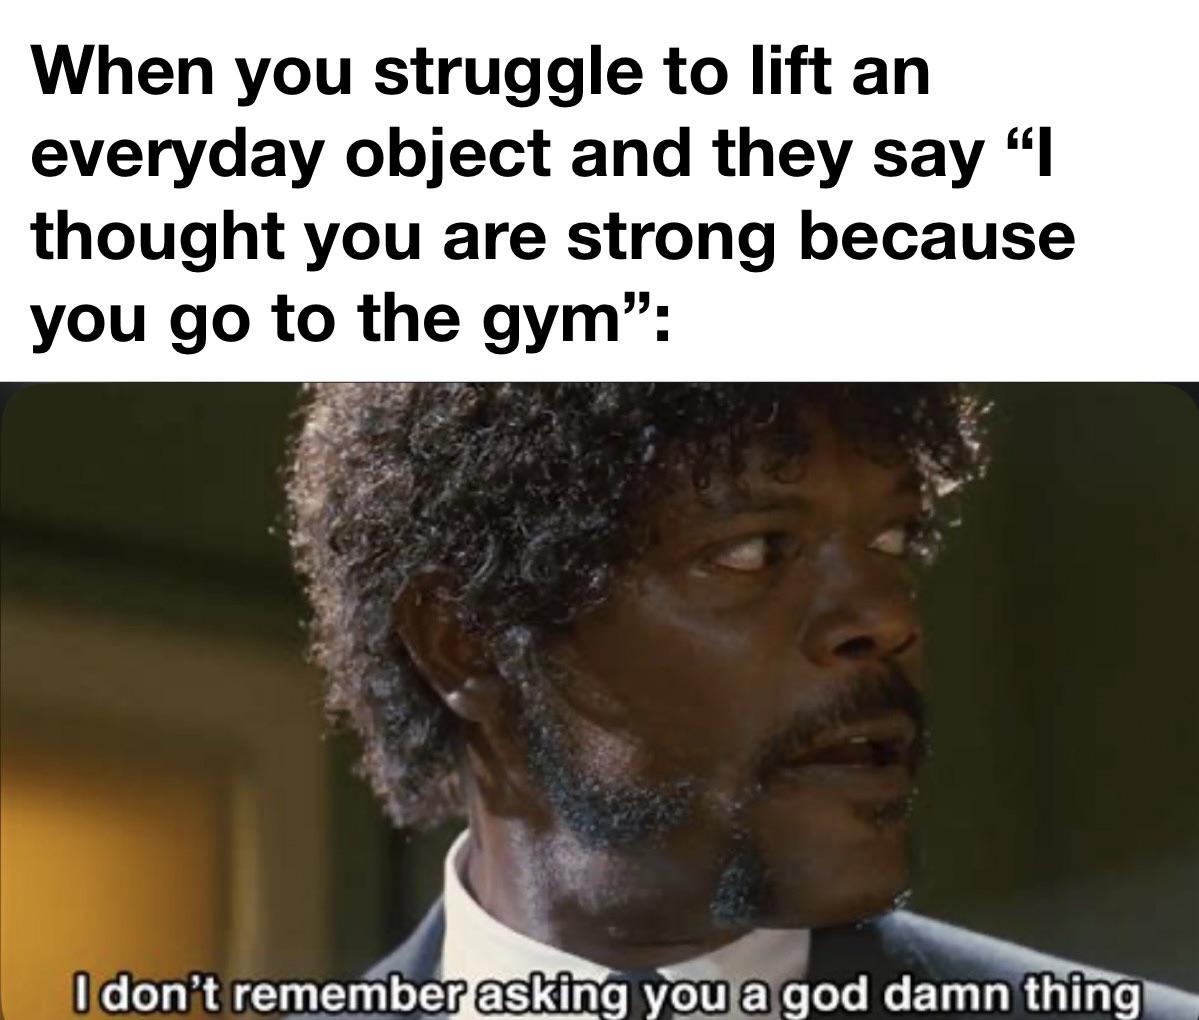 When you struggle to lift an
everyday object and they say “I
thought you are strong because
you go to the gym”:
I don’t remember asking you a god damn thing